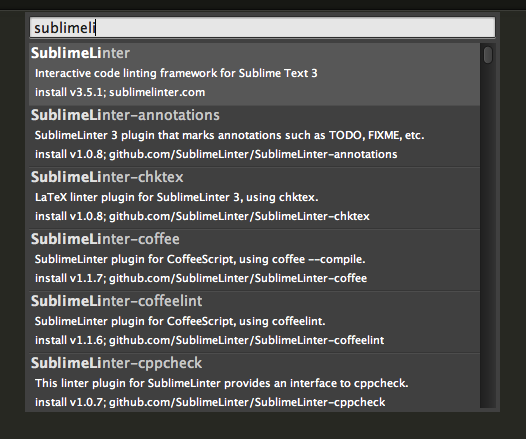 sublimeli
SublimeLinter
Interactive code linting framework for Sublime Text 3
install v3.5.1; sublimelinter.com
SublimeLinter-annotations
SublimeLinter 3 plugin that marks annotations such as TODO, FIXME, etc.
install v1.0.8; github.com/SublimeLinter/SublimeLinter-annotations
SublimeLinter-chktex
LaTeX linter plugin for SublimeLinter 3, using chktex.
install v1.0.8; github.com/SublimeLinter/SublimeLinter-chktex
SublimeLinter-coffee
SublimeLinter plugin for CoffeeScript, using coffee --compile.
install v1.1.7; github.com/SublimeLinter/SublimeLinter-coffee
SublimeLinter-coffeelint
SublimeLinter plugin for CoffeeScript, using coffeelint.
install v1.1.6; github.com/SublimeLinter/SublimeLinter-coffeelint
SublimeLinter-cppcheck
This linter plugin for SublimeLinter provides an interface to cppcheck.
install v1.0.7; github.com/SublimeLinter/SublimeLinter-cppcheck